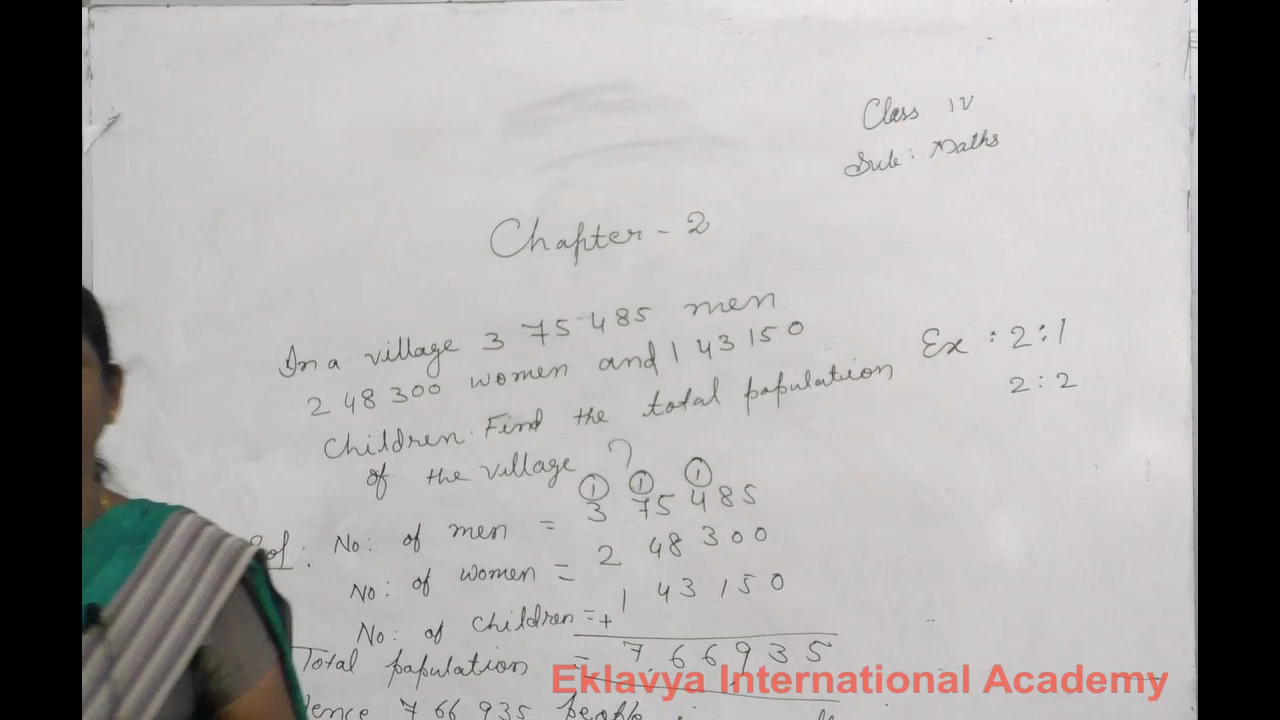 Class IV
Sub: Maths
Chapter - 2
In a village 3 75 485 men
2 48 300 women and 1 43 150
Children. Find the total population
of the village ?
Ex : 2:1
2:2
1 1 1
Sol: No: of men = 3 75 485
No: of women = 2 48 300
No: of children = + 1 43 150
Total population = 7 66 935
Hence 7 66 935 people
Eklavya International Academy